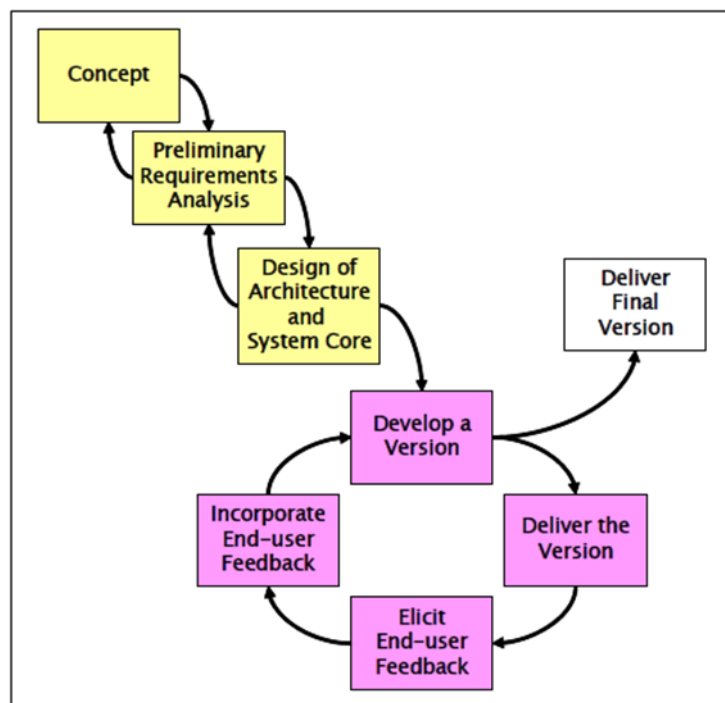 Concept
Preliminary
Requirements
Analysis
Design of
Architecture
and
System Core
Deliver
Final
Version
Develop a
Version
Incorporate
End-user
Feedback
Deliver the
Version
Elicit
End-user
Feedback